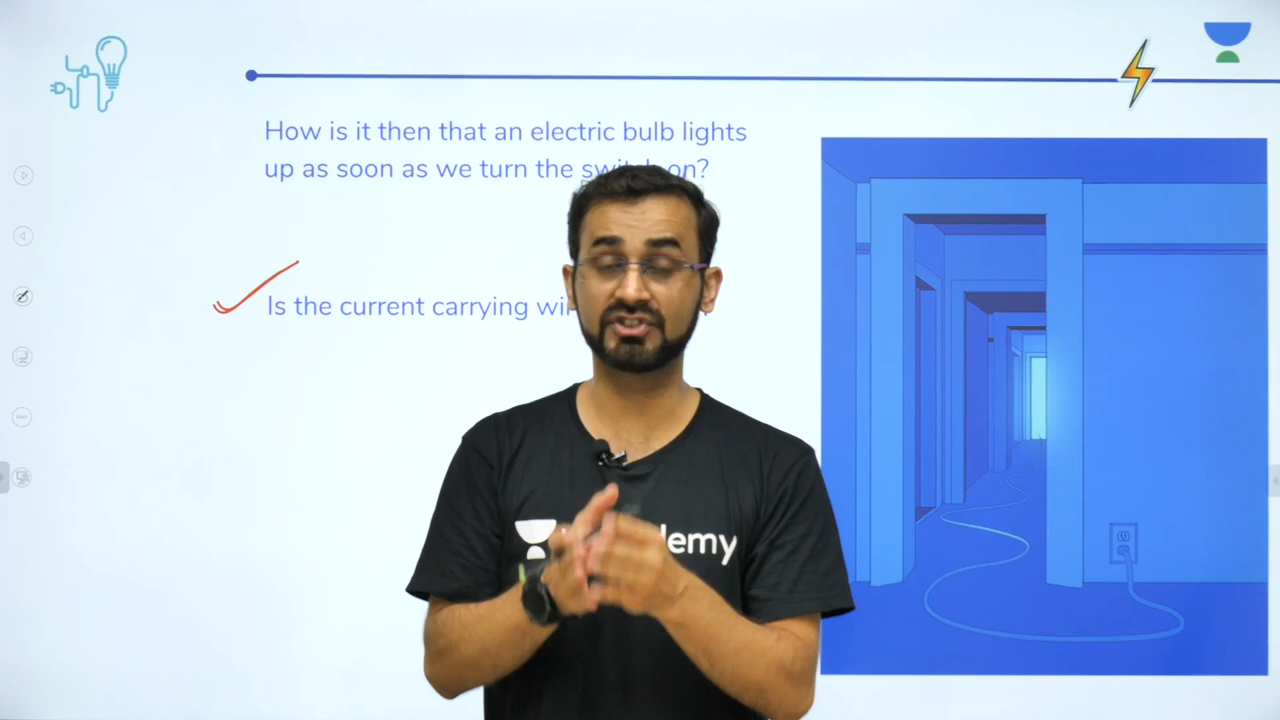 How is it then that an electric bulb lights
up as soon as we turn the on?
Is the current carrying